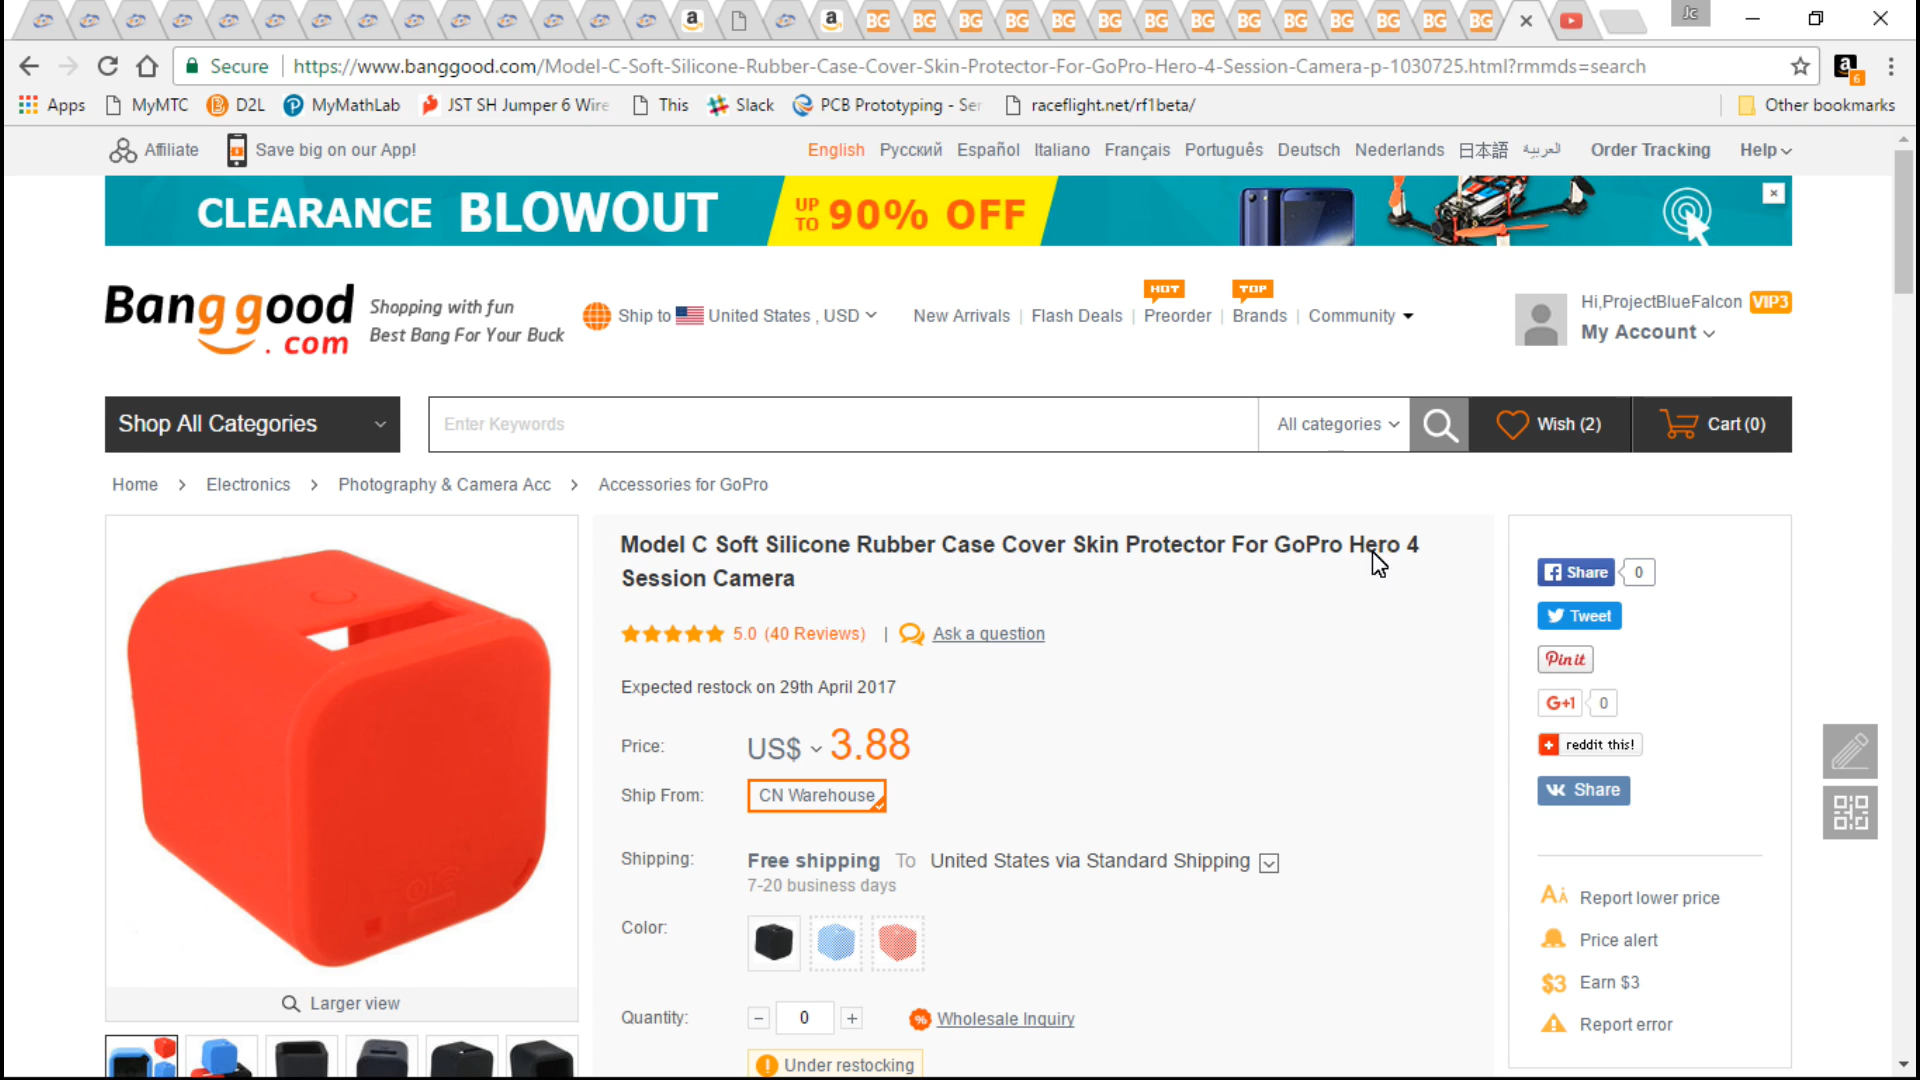 Jc
Secure
https://www.banggood.com/Model-C-Soft-Silicone-Rubber-Case-Cover-Skin-Protector-For-GoPro-Hero-4-Session-Camera-p-1030725.html?rmmds=search
6
Apps MyMTC D2L MyMathLab JST SH Jumper 6 Wire This Slack PCB Prototyping - Ser raceflight.net/rf1beta/ Other bookmarks
Affiliate Save big on our App! English Русский Español Italiano Français Português Deutsch Nederlands 日本語 العربية Order Tracking Help
CLEARANCE BLOWOUT UP TO 90% OFF
Banggood.com
Shopping with fun
Best Bang For Your Buck
Ship to United States , USD
HOT TOP
New Arrivals | Flash Deals | Preorder | Brands | Community
Hi,ProjectBlueFalcon VIP3
My Account
Shop All Categories
Enter Keywords
All categories
Wish (2)
Cart (0)
Home > Electronics > Photography & Camera Acc > Accessories for GoPro
Model C Soft Silicone Rubber Case Cover Skin Protector For GoPro Hero 4
Session Camera
5.0 (40 Reviews) | Ask a question
Expected restock on 29th April 2017
Price: US$ 3.88
Ship From: CN Warehouse
Shipping: Free shipping To United States via Standard Shipping
7-20 business days
Color:
Quantity: − 0 + Wholesale Inquiry
Under restocking
Larger view
Share 0
Tweet
Pin it
G+1 0
reddit this!
Share
Report lower price
Price alert
$3 Earn $3
Report error